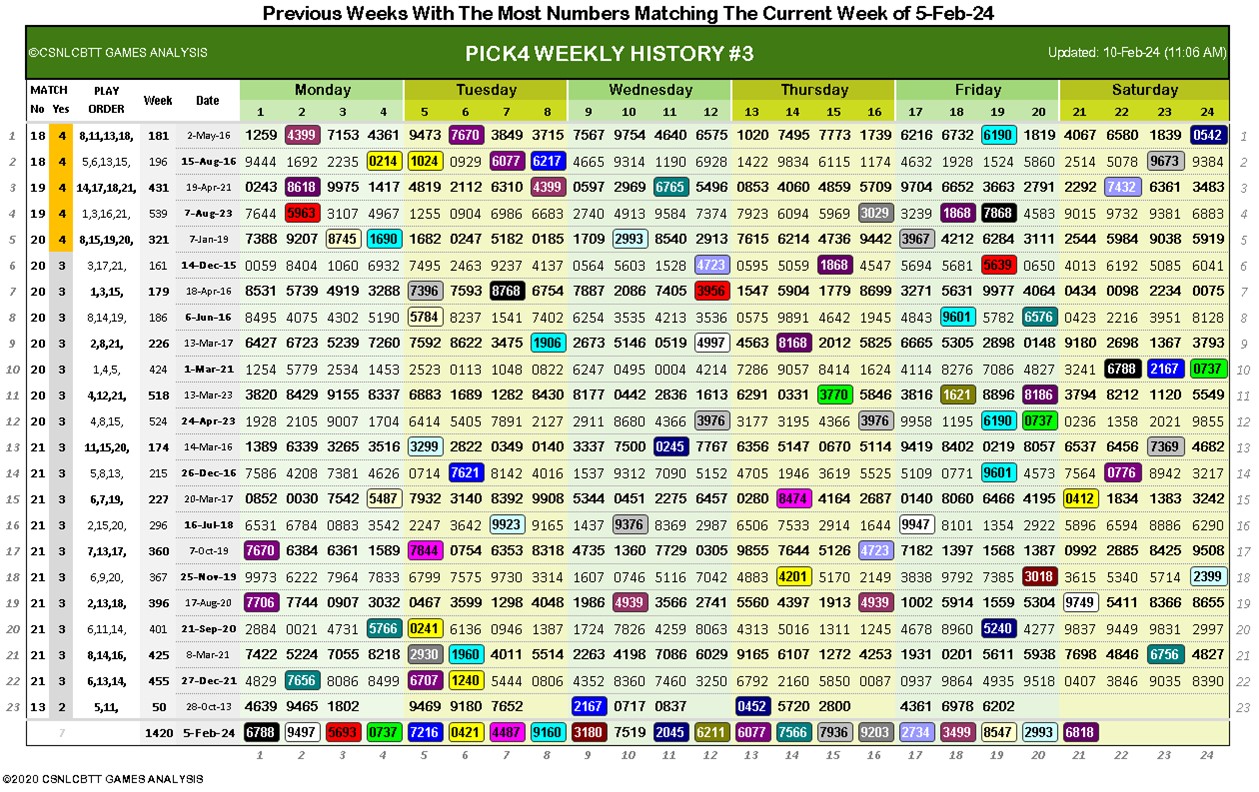 Previous Weeks With The Most Numbers Matching The Current Week of 5-Feb-24
©CSNLCBTT GAMES ANALYSIS PICK4 WEEKLY HISTORY #3 Updated: 10-Feb-24 (11:06 AM)
MATCH PLAY Week Date Monday Tuesday Wednesday Thursday Friday Saturday
No Yes ORDER 1 2 3 4 5 6 7 8 9 10 11 12 13 14 15 16 17 18 19 20 21 22 23 24
1 18 4 8,11,13,18, 181 2-May-16 1259 4399 7153 4361 9473 7670 3849 3715 7567 9754 4640 6575 1020 7495 7773 1739 6216 6732 6190 1819 4067 6580 1839 0542 1
2 18 4 5,6,13,15, 196 15-Aug-16 9444 1692 2235 0214 1024 0929 6077 6217 4665 9314 1190 6928 1422 9834 6115 1174 4632 1928 1524 5860 2514 5078 9673 9384 2
3 19 4 14,17,18,21, 431 19-Apr-21 0243 8618 9975 1417 4819 2112 6310 4399 0597 2969 6765 5496 0853 4060 4859 5709 9704 6652 3663 2791 2292 7432 6361 3483 3
4 19 4 1,3,16,21, 539 7-Aug-23 7644 5963 3107 4967 1255 0904 6986 6683 2740 4913 9584 7374 7923 6094 5969 3029 3239 1868 7868 4583 9015 9732 9381 6883 4
5 20 4 8,15,19,20, 321 7-Jan-19 7388 9207 8745 1690 1682 0247 5182 0185 1709 2993 8540 2913 7615 6214 4736 9442 3967 4212 6284 3111 2544 5984 9038 5919 5
6 20 3 3,17,21, 161 14-Dec-15 0059 8404 1060 6932 7495 2463 9237 4137 0564 5603 1528 4723 0595 5059 1868 4547 5694 5681 5639 0650 4013 6192 5085 6041 6
7 20 3 1,3,15, 179 18-Apr-16 8531 5739 4919 3288 7396 7593 8768 6754 7887 2086 7405 3956 1547 5904 1779 8699 3271 5631 9977 4064 0434 0098 2234 0075 7
8 20 3 8,14,19, 186 6-Jun-16 8495 4075 4302 5190 5784 8237 1541 7402 6254 3535 4213 3536 0575 9891 4642 1945 4843 9601 5782 6576 0423 2216 3951 8128 8
9 20 3 2,8,21, 226 13-Mar-17 6427 6723 5239 7260 7592 8622 3475 1906 2673 5146 0519 4997 4563 8168 2012 5825 6665 5305 2898 0148 9180 2698 1367 3793 9
10 20 3 1,4,5, 424 1-Mar-21 1254 5779 2534 1453 2523 0113 1048 0822 6247 0495 0004 4214 7286 9057 8414 1624 4114 8276 7086 4827 3241 6788 2167 0737 10
11 20 3 4,12,21, 518 13-Mar-23 3820 8429 9155 8337 6883 1689 1282 8430 8177 0442 2836 1613 6291 0331 3770 5846 3816 1621 8896 8186 3794 8212 1120 5549 11
12 20 3 4,8,15, 524 24-Apr-23 1928 2105 9007 1704 6414 5405 7891 2127 2911 8680 4366 3976 3177 3195 4366 3976 9958 1195 6190 0737 0236 1358 2021 9855 12
13 21 3 11,15,20, 174 14-Mar-16 1389 6339 3265 3516 3299 2822 0349 0140 3337 7500 0245 7767 6356 5147 0670 5114 9419 8402 0219 8057 6537 6456 7369 4682 13
14 21 3 5,8,13, 215 26-Dec-16 7586 4208 7381 4626 0714 7621 8142 4016 1537 9312 7090 5152 4705 1946 3619 5525 5109 0771 9601 4573 7564 0776 8942 3217 14
15 21 3 6,7,19, 227 20-Mar-17 0852 0030 7542 5487 7932 3140 8392 9908 5344 0451 2275 6457 0280 8474 4164 2687 0140 8060 6466 4195 0412 1834 1383 3242 15
16 21 3 2,15,20, 296 16-Jul-18 6531 6784 0883 3542 2247 3642 9923 9165 1437 9376 8369 2987 6506 7533 2914 1644 9947 8101 1354 2922 5896 6594 8886 6290 16
17 21 3 7,13,17, 360 7-Oct-19 7670 6384 6361 1589 7844 0754 6353 8318 4735 1360 7729 0305 9855 7644 5126 4723 7182 1397 1568 1387 0992 2885 8425 9508 17
18 21 3 6,9,20, 367 25-Nov-19 9973 6222 7964 7833 6799 7575 9730 3314 1607 0746 5116 7042 4883 4201 5170 2149 3838 9792 7385 3018 3615 5340 5714 2399 18
19 21 3 2,13,18, 396 17-Aug-20 7706 7744 0907 3032 0467 3599 1298 4048 1986 4939 3566 2741 5560 4397 1913 4939 1002 5914 1559 5304 9749 5411 8366 8655 19
20 21 3 6,11,14, 401 21-Sep-20 2884 0021 4731 5766 0241 6136 0946 1387 1724 7826 4259 8063 4313 5016 1311 1245 4678 8960 5240 4277 9837 9449 9831 2997 20
21 21 3 8,14,16, 425 8-Mar-21 7422 5224 7055 8218 2930 1960 4011 5514 2263 4198 7086 6029 9165 6107 1272 4253 1931 0201 5611 5938 7698 4846 6756 4827 21
22 21 3 6,13,14, 455 27-Dec-21 4829 7656 8086 8499 6707 1240 5444 0806 4352 8360 7460 3250 6792 2160 5850 0087 0937 9864 4935 9518 0407 3846 9035 8390 22
23 13 2 5,11, 50 28-Oct-13 4639 9465 1802 9469 9180 7652 2167 0717 0837 0452 5720 2800 4361 6978 6202 23
7 1420 5-Feb-24 6788 9497 5693 0737 7216 0421 4487 9160 3180 7519 2045 6211 6077 7566 7936 9203 2734 3499 8547 2993 6818
1 2 3 4 5 6 7 8 9 10 11 12 13 14 15 16 17 18 19 20 21 22 23 24
©2020 CSNLCBTT GAMES ANALYSIS